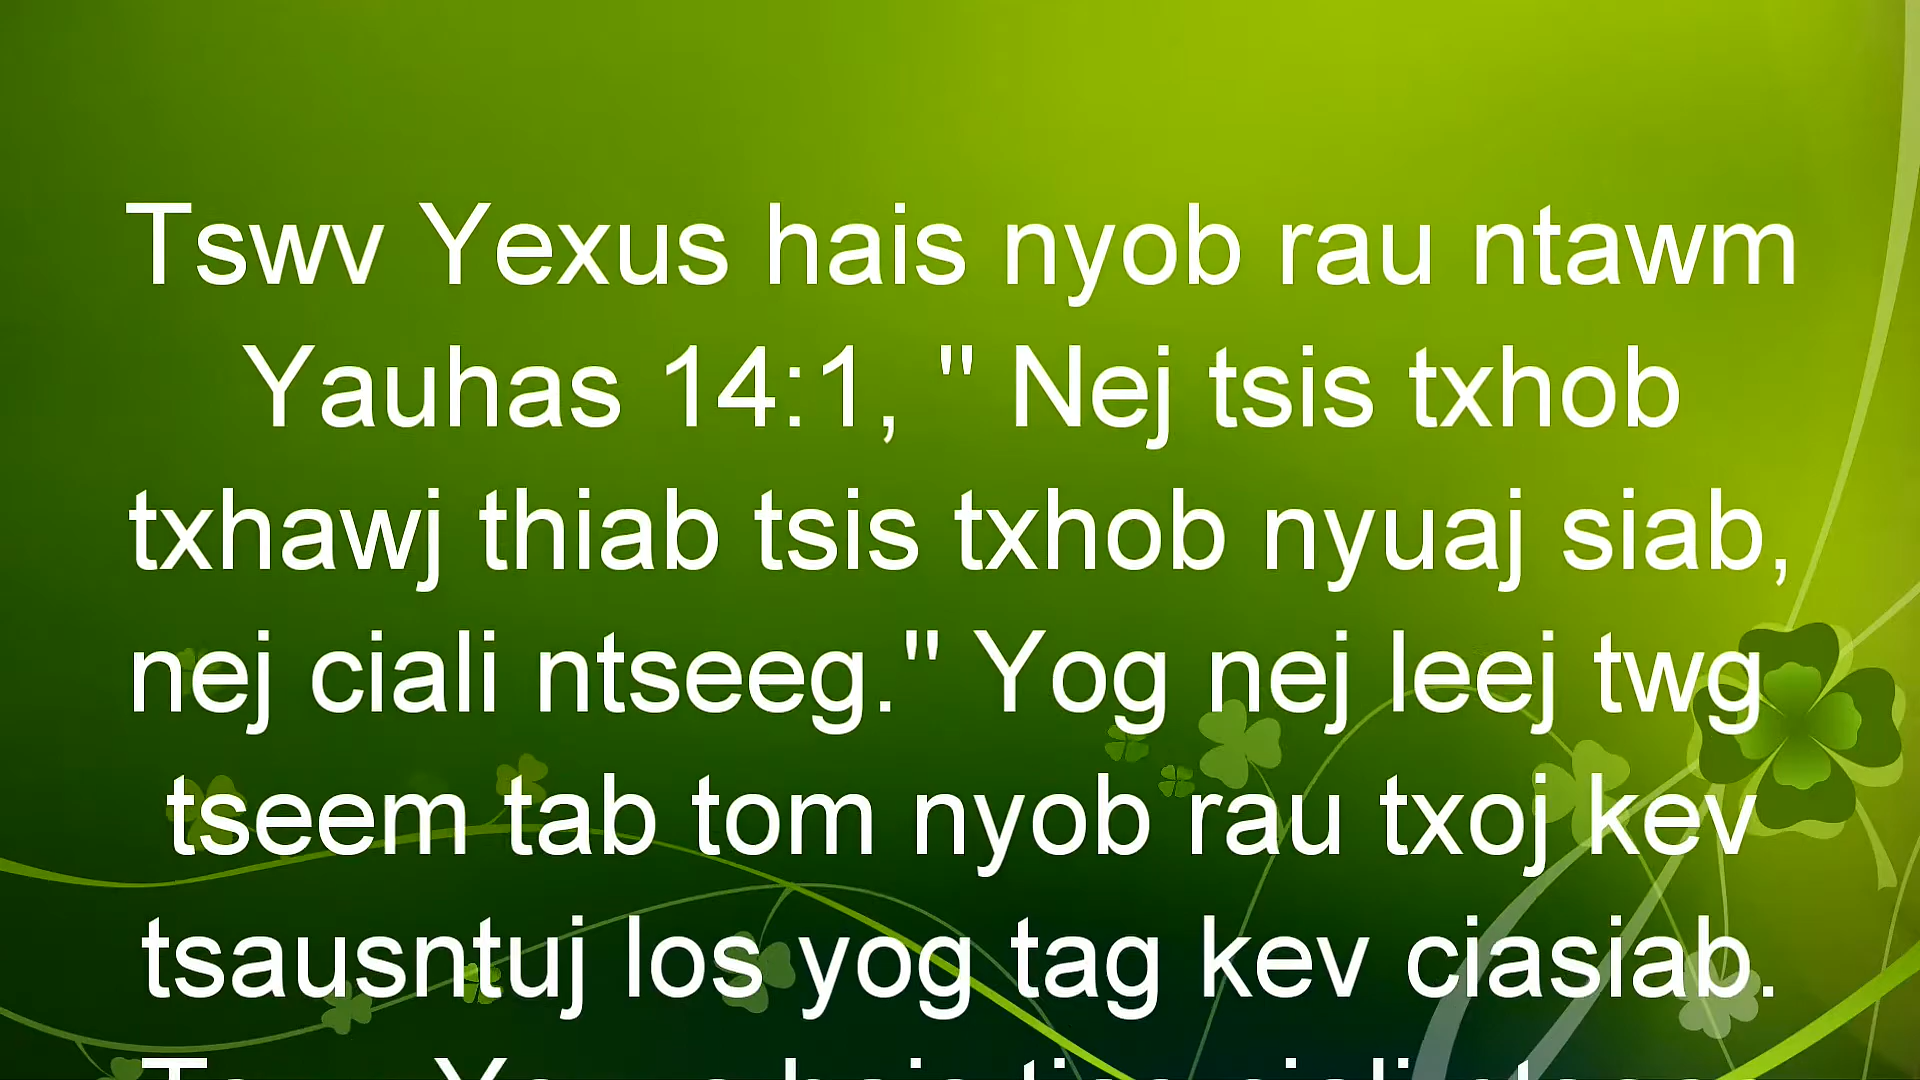 Tswv Yexus hais nyob rau ntawm
Yauhas 14:1, " Nej tsis txhob
txhawj thiab tsis txhob nyuaj siab,
nej ciali ntseeg." Yog nej leej twg
tseem tab tom nyob rau txoj kev
tsausntuj los yog tag kev ciasiab.